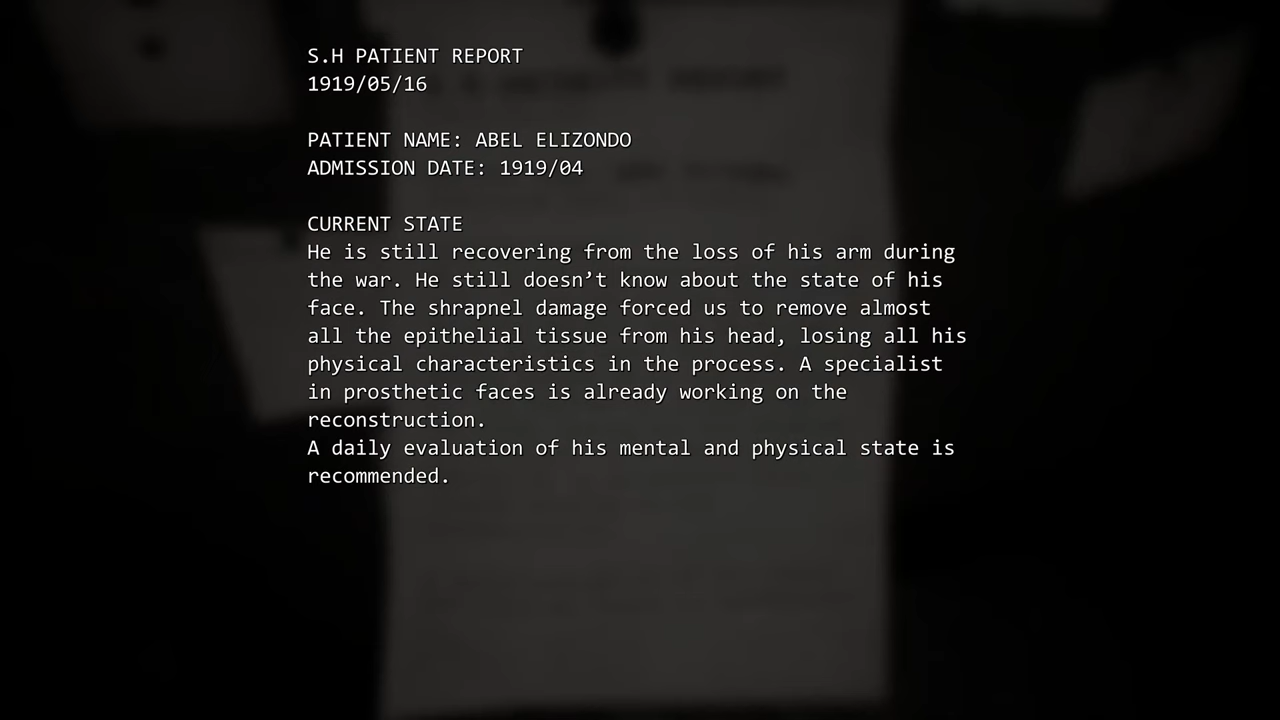 S.H PATIENT REPORT
1919/05/16
PATIENT NAME: ABEL ELIZONDO
ADMISSION DATE: 1919/04
CURRENT STATE
He is still recovering from the loss of his arm during
the war. He still doesn’t know about the state of his
face. The shrapnel damage forced us to remove almost
all the epithelial tissue from his head, losing all his
physical characteristics in the process. A specialist
in prosthetic faces is already working on the
reconstruction.
A daily evaluation of his mental and physical state is
recommended.